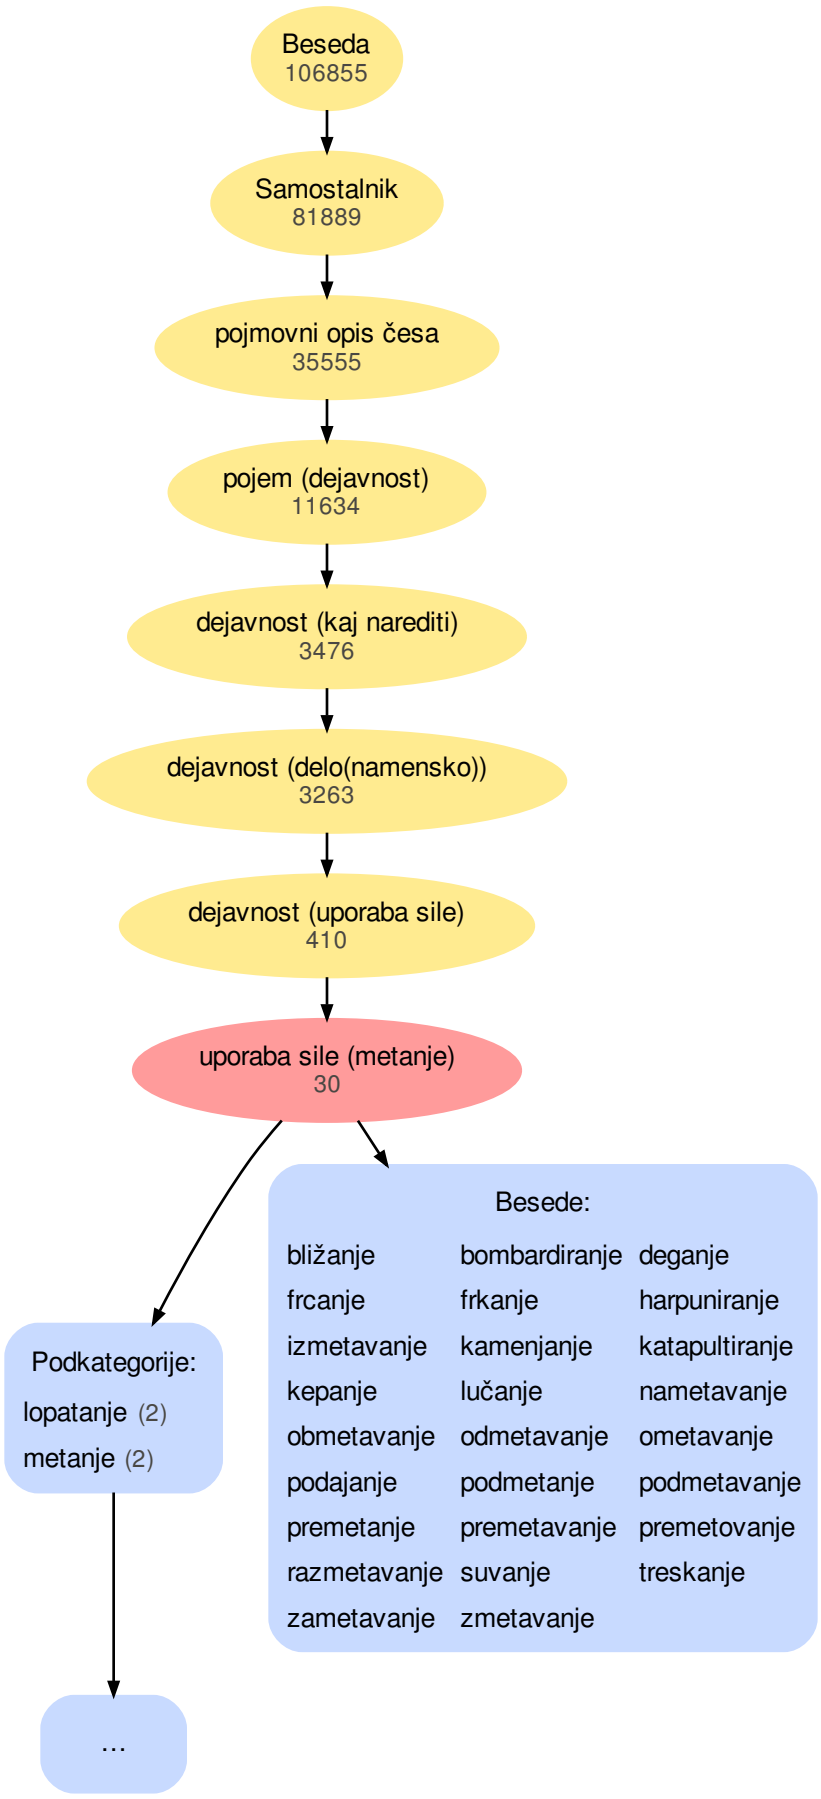 Beseda
106855
Samostalnik
81889
pojmovni opis česa
35555
pojem (dejavnost)
11634
dejavnost (kaj narediti)
3476
dejavnost (delo(namensko))
3263
dejavnost (uporaba sile)
410
uporaba sile (metanje)
30
Podkategorije:
lopatanje (2)
metanje (2)
...
Besede:
bližanje bombardiranje deganje
frcanje frkanje harpuniranje
izmetavanje kamenjanje katapultiranje
kepanje lučanje nametavanje
obmetavanje odmetavanje ometavanje
podajanje podmetanje podmetavanje
premetanje premetavanje premetovanje
razmetavanje suvanje treskanje
zametavanje zmetavanje